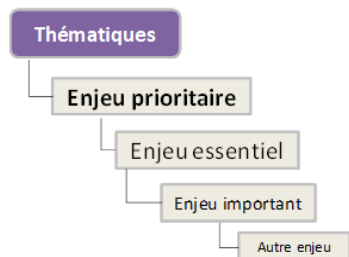 Thématiques
Enjeu prioritaire
Enjeu essentiel
Enjeu important
Autre enjeu